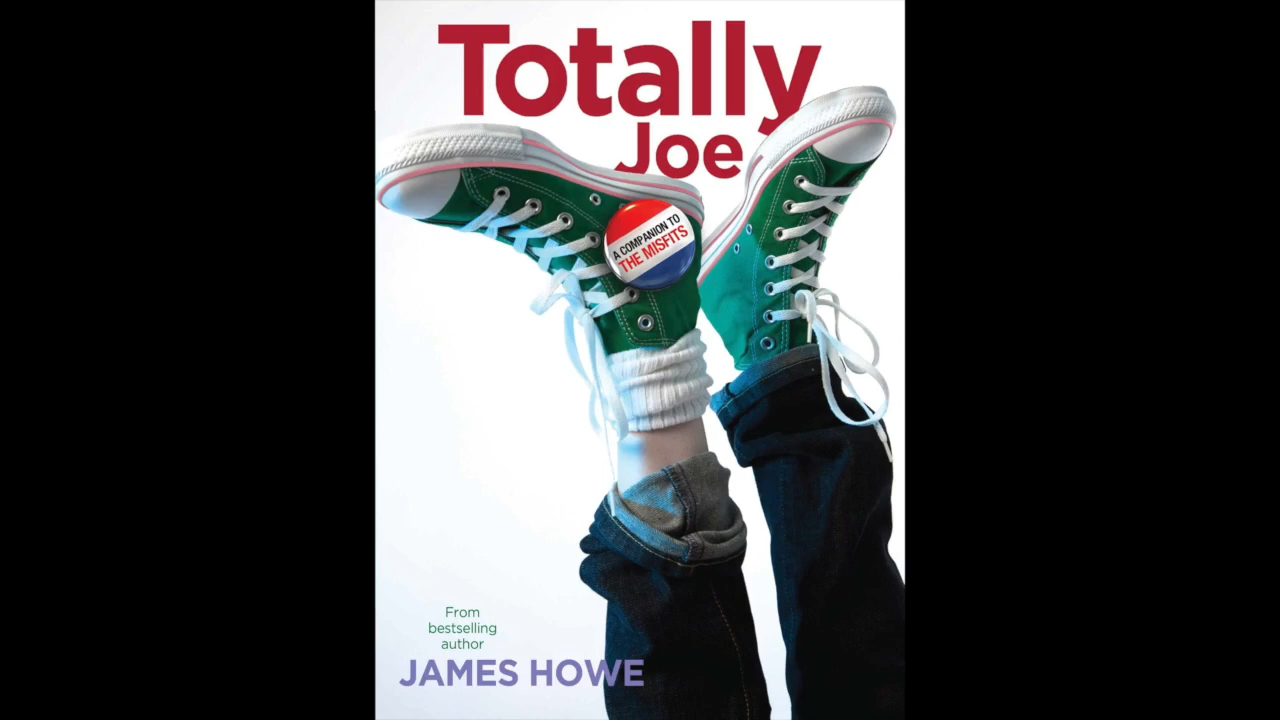 Totally
Joe
A COMPANION TO
THE MISFITS
From
bestselling
author
JAMES HOWE